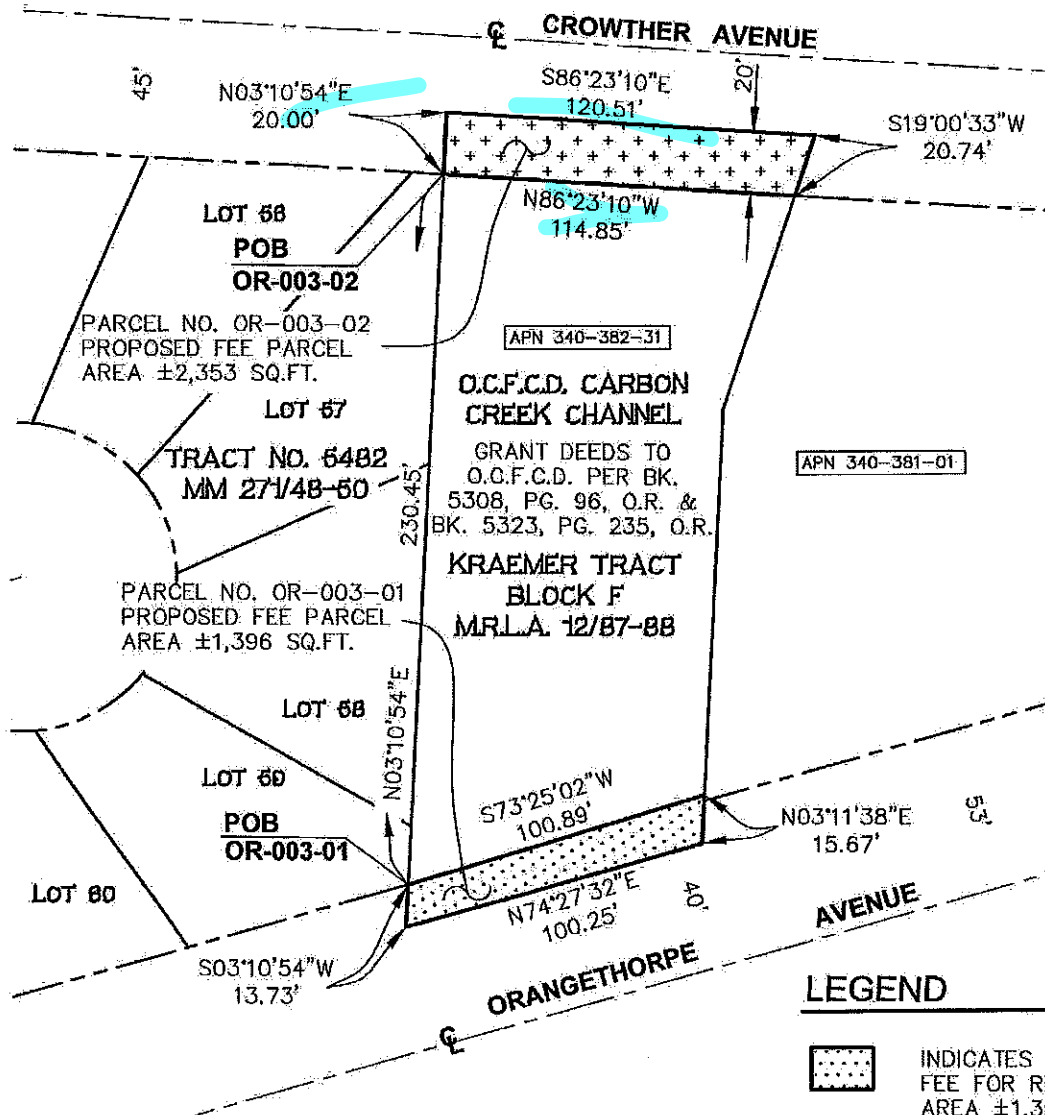 ℄ CROWTHER AVENUE
45'
N03°10'54"E
20.00'
S86°23'10"E
120.51'
20'
S19°00'33"W
20.74'
N86°23'10"W
114.85'
POB
OR-003-02
PARCEL NO. OR-003-02
PROPOSED FEE PARCEL
AREA ±2,353 SQ.FT.
APN 340-382-31
O.C.F.C.D. CARBON
CREEK CHANNEL
GRANT DEEDS TO
O.C.F.C.D. PER BK.
5308, PG. 96, O.R. &
BK. 5323, PG. 235, O.R.
KRAEMER TRACT
BLOCK F
M.R.L.A. 12/87-88
APN 340-381-01
LOT 67
TRACT NO. 6482
MM 271/48-50
230.45'
N03°10'54"E
PARCEL NO. OR-003-01
PROPOSED FEE PARCEL
AREA ±1,396 SQ.FT.
LOT
LOT
LOT
LOT
POB
OR-003-01
S73°25'02"W
100.89'
N03°11'38"E
15.67'
53'
N74°27'32"E
100.25'
40'
S03°10'54"W
13.73'
℄ ORANGETHORPE AVENUE
LEGEND
INDICATES
FEE FOR
AREA